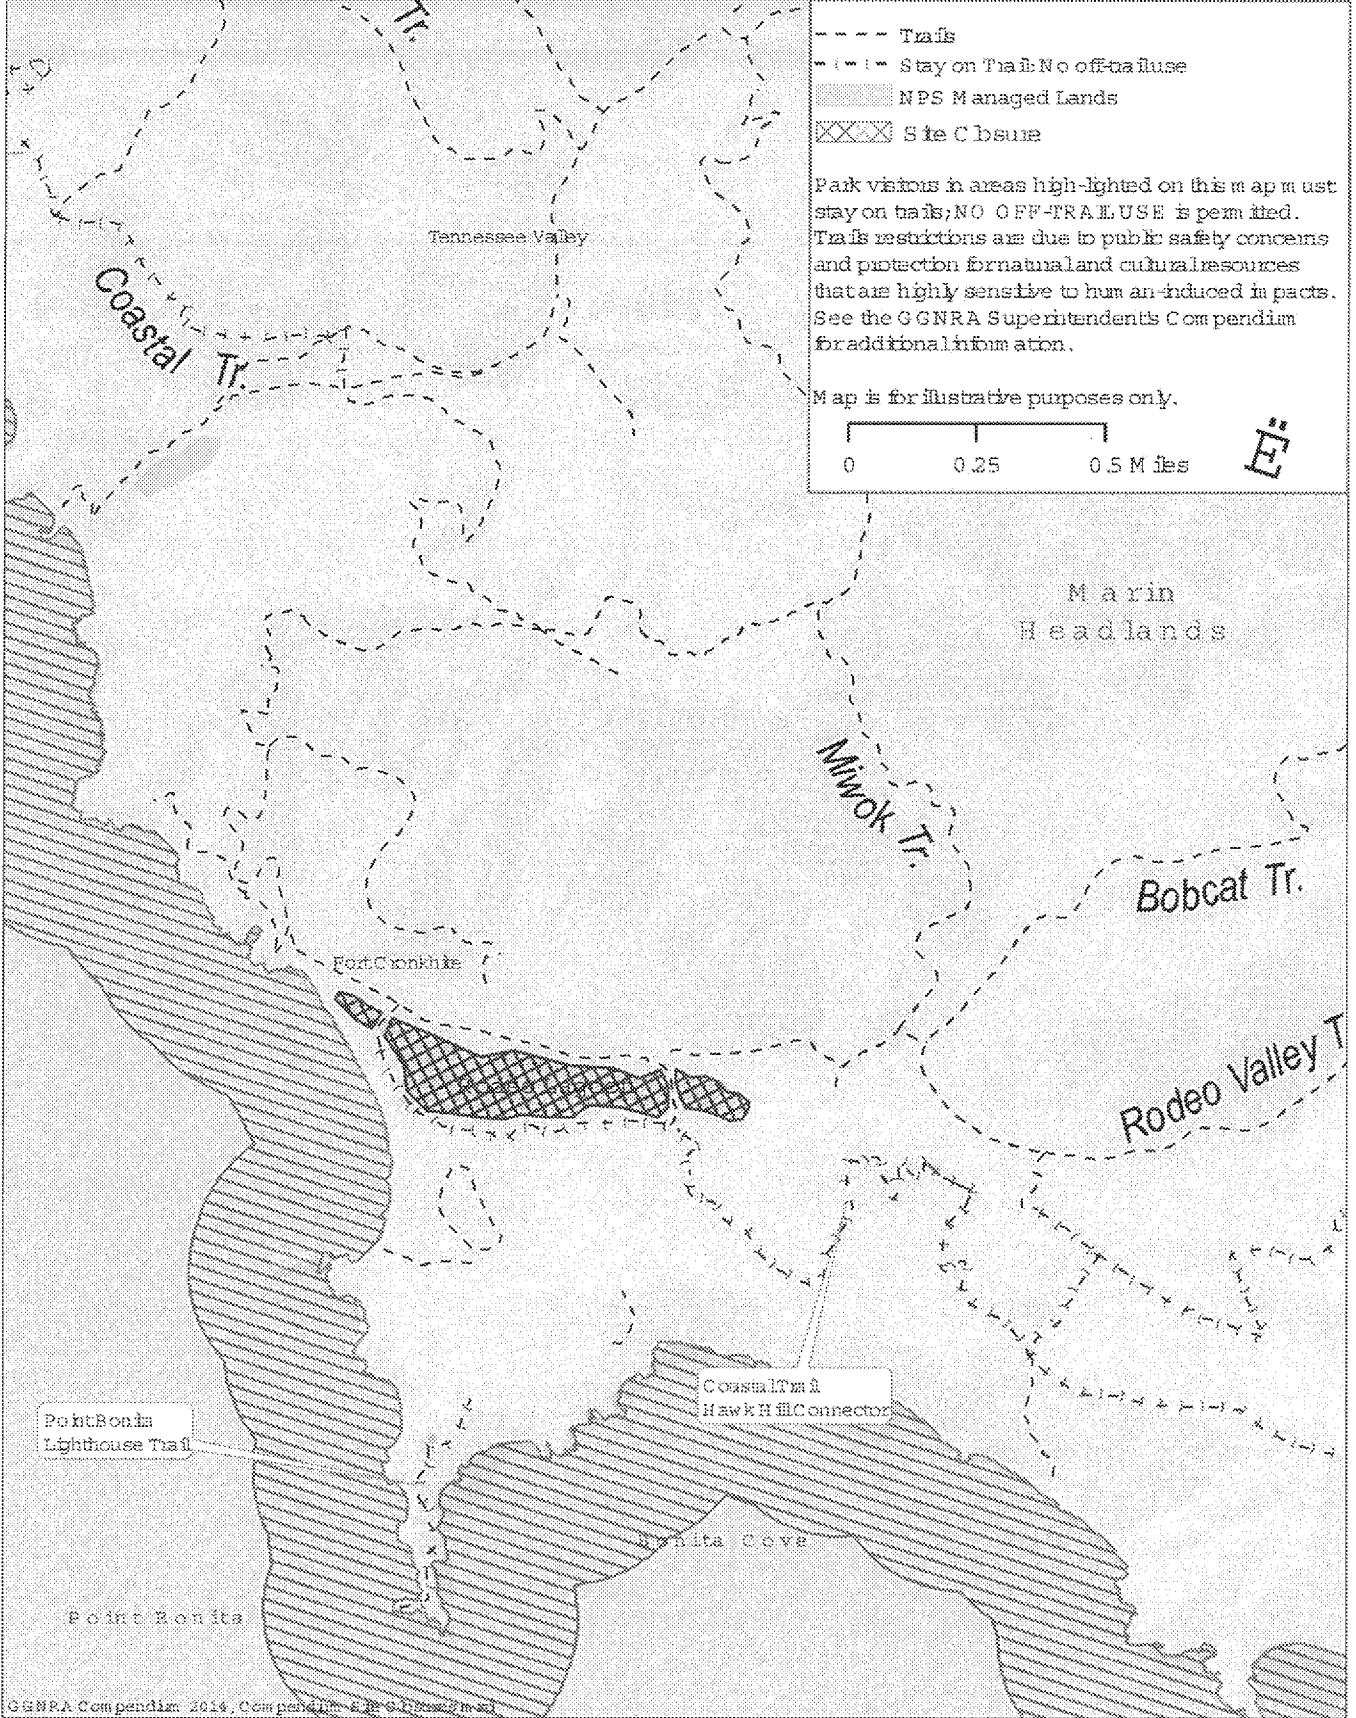 Tr.
Trails
Stay on Trail: No off-trail use
NPS Managed Lands
Site Closure
Park visitors in areas high-lighted on this map must
stay on trails; NO OFF-TRAIL USE is permitted.
Trails restrictions are due to public safety concerns
and protection for natural and cultural resources
that are highly sensitive to human-induced impacts.
See the GGNRA Superintendent's Compendium
for additional information.
Map is for illustrative purposes only.
0 0.25 0.5 Miles
Ë
Tennessee Valley
Coastal Tr.
Marin
Headlands
Miwok Tr.
Bobcat Tr.
Fort Cronkhite
Rodeo Valley T
Coastal Trail
Hawk Hill Connector
Point Bonita
Lighthouse Trail
Bonita Cove
Point Bonita
GGNRA Compendium 2014, Compendium